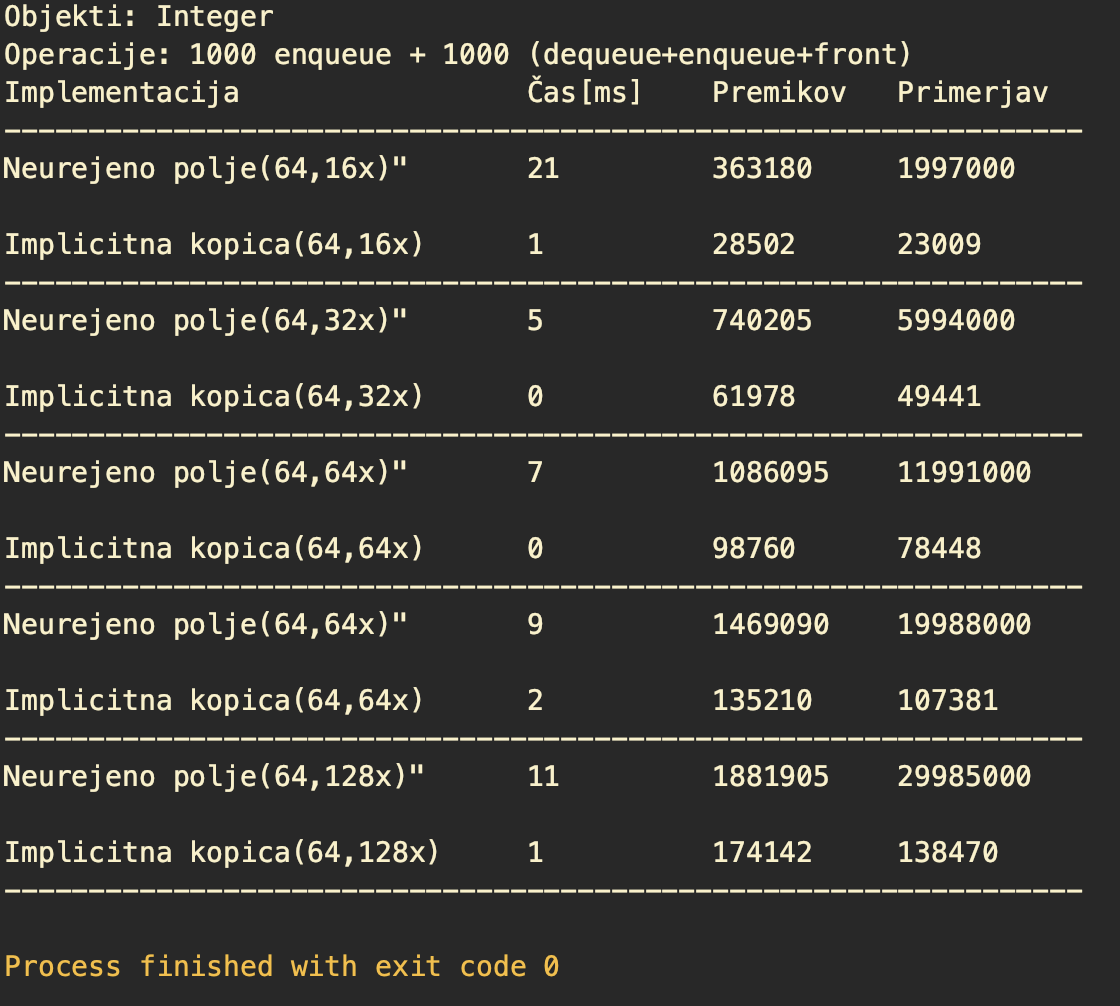 Objekti: Integer
Operacije: 1000 enqueue + 1000 (dequeue+enqueue+front)
Implementacija Čas[ms] Premikov Primerjav
----------------------------------------------------------------
Neurejeno polje(64,16x)" 21 363180 1997000
Implicitna kopica(64,16x) 1 28502 23009
----------------------------------------------------------------
Neurejeno polje(64,32x)" 5 740205 5994000
Implicitna kopica(64,32x) 0 61978 49441
----------------------------------------------------------------
Neurejeno polje(64,64x)" 7 1086095 11991000
Implicitna kopica(64,64x) 0 98760 78448
----------------------------------------------------------------
Neurejeno polje(64,64x)" 9 1469090 19988000
Implicitna kopica(64,64x) 2 135210 107381
----------------------------------------------------------------
Neurejeno polje(64,128x)" 11 1881905 29985000
Implicitna kopica(64,128x) 1 174142 138470
----------------------------------------------------------------
Process finished with exit code 0